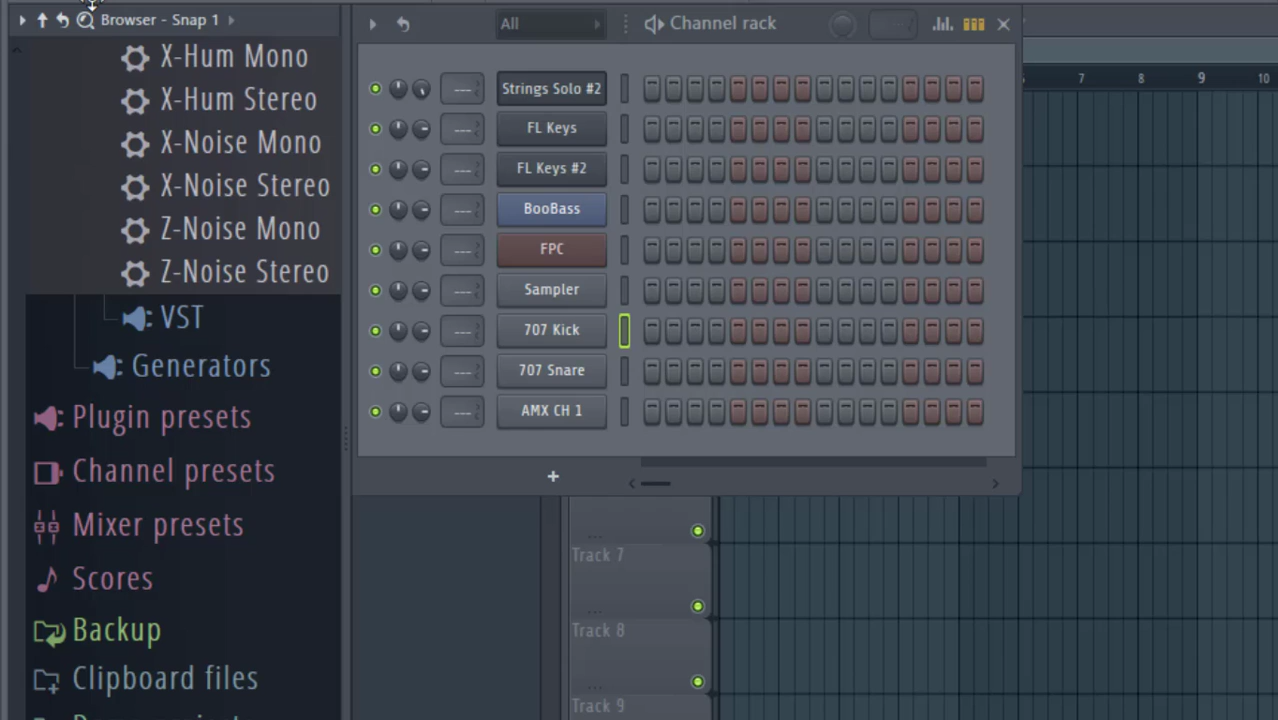 Browser - Snap 1
X-Hum Mono
X-Hum Stereo
X-Noise Mono
X-Noise Stereo
Z-Noise Mono
Z-Noise Stereo
VST
Generators
Plugin presets
Channel presets
Mixer presets
Scores
Backup
Clipboard files
All
Channel rack
Strings Solo #2
FL Keys
FL Keys #2
BooBass
FPC
Sampler
707 Kick
707 Snare
AMX CH 1
+
7 8 9 10
Track 7
Track 8
Track 9